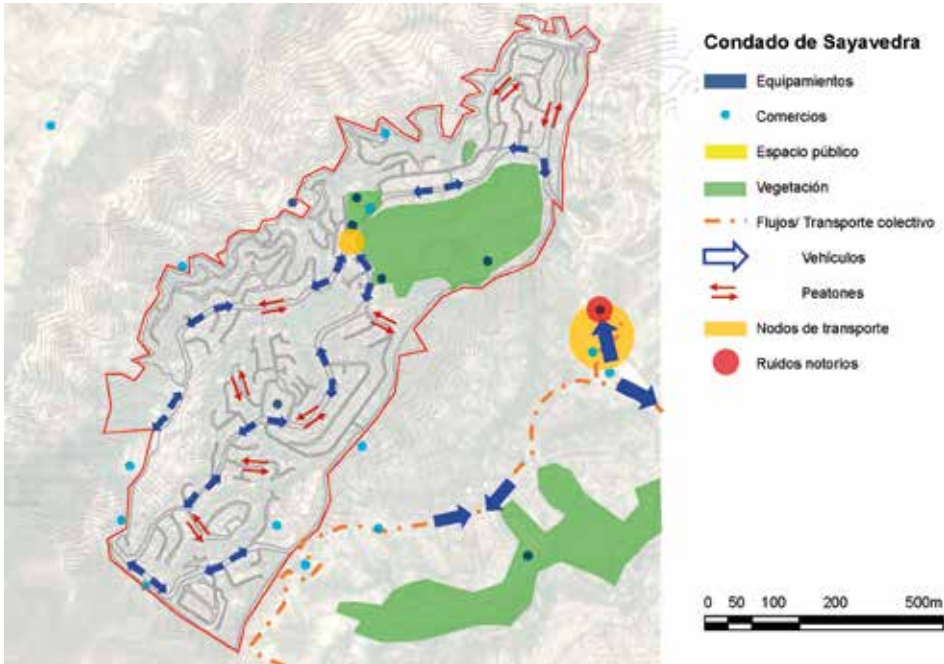 Condado de Sayavedra
Equipamientos
Comercios
Espacio público
Vegetación
Flujos/ Transporte colectivo
Vehículos
Peatones
Nodos de transporte
Ruidos notorios
0 50 100 200 500m